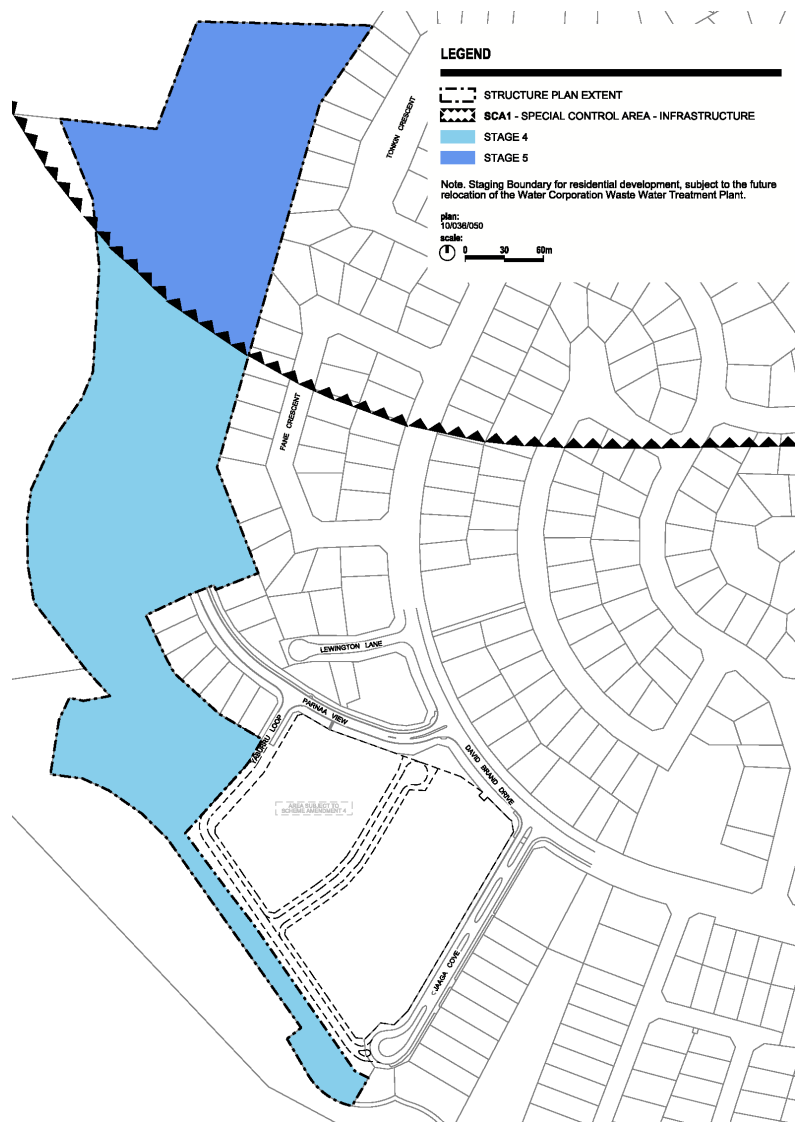 LEGEND
STRUCTURE PLAN EXTENT
SCA1 - SPECIAL CONTROL AREA - INFRASTRUCTURE
STAGE 4
STAGE 5
Note. Staging Boundary for residential development, subject to the future
relocation of the Water Corporation Waste Water Treatment Plant.
plan:
10/036/050
scale:
0 30 60m
TONKIN CRESCENT
FANE CRESCENT
LEWINGTON LANE
PARNAA VIEW
YABURRU LOOP
DAVID BRAND DRIVE
AREA SUBJECT TO
SCHEME AMENDMENT 4
JAAGA COVE